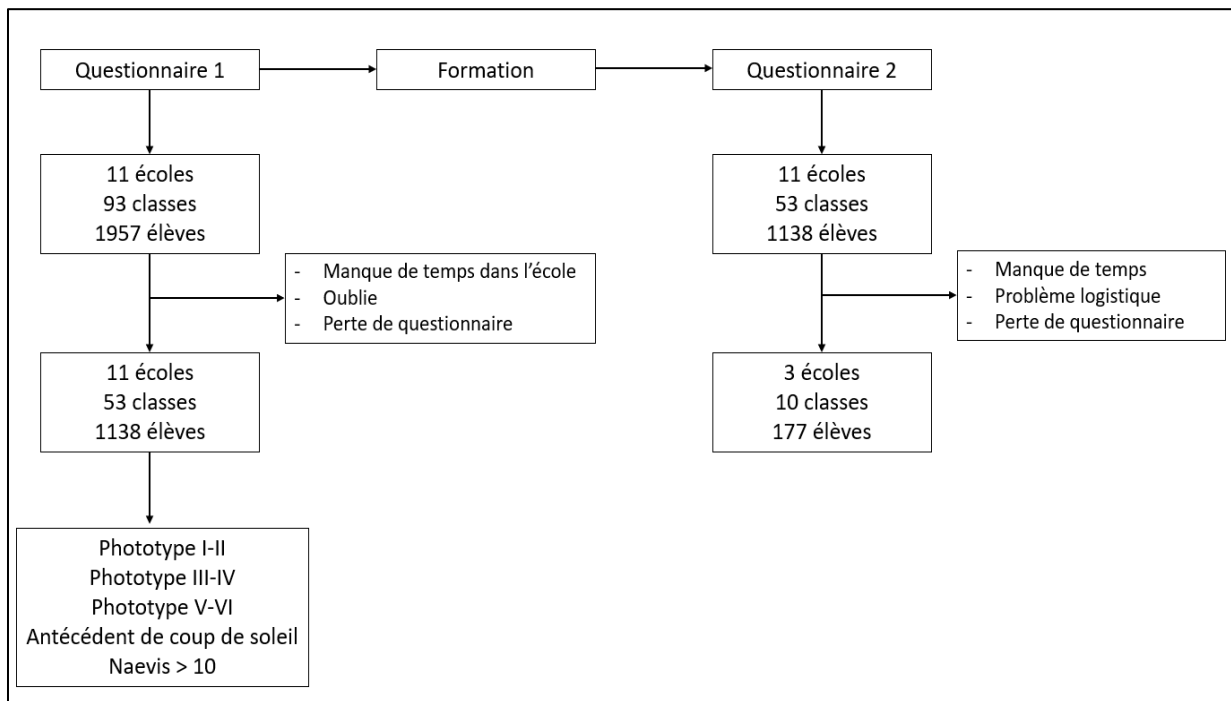 Questionnaire 1
Formation
Questionnaire 2
11 écoles
93 classes
1957 élèves
11 écoles
53 classes
1138 élèves
- Manque de temps dans l'école
- Oublie
- Perte de questionnaire
- Manque de temps
- Problème logistique
- Perte de questionnaire
11 écoles
53 classes
1138 élèves
3 écoles
10 classes
177 élèves
Phototype I-II
Phototype III-IV
Phototype V-VI
Antécédent de coup de soleil
Naevis > 10